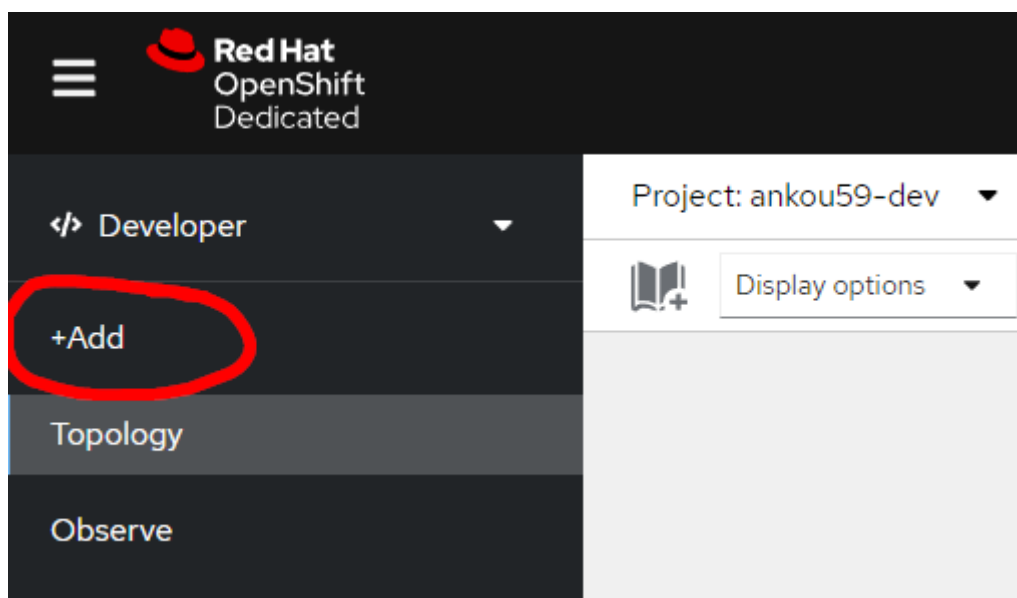 Red Hat
OpenShift
Dedicated
Developer
+Add
Topology
Observe
Project: ankou59-dev
Display options